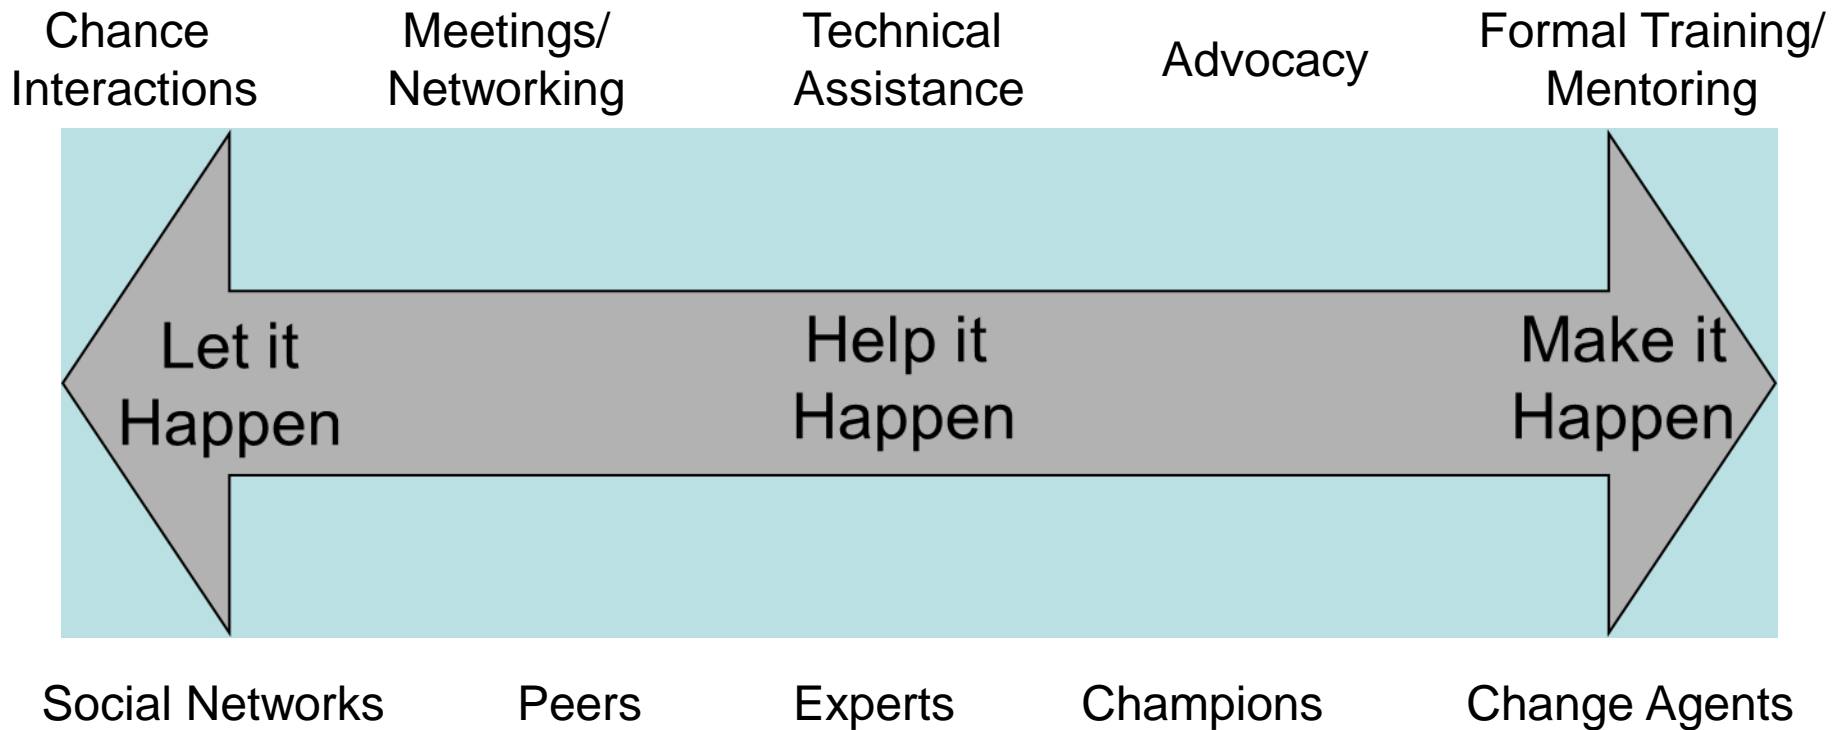 Chance
Interactions
Meetings/
Networking
Technical
Assistance
Advocacy
Formal Training/
Mentoring
Let it
Happen
Help it
Happen
Make it
Happen
Social Networks
Peers
Experts
Champions
Change Agents